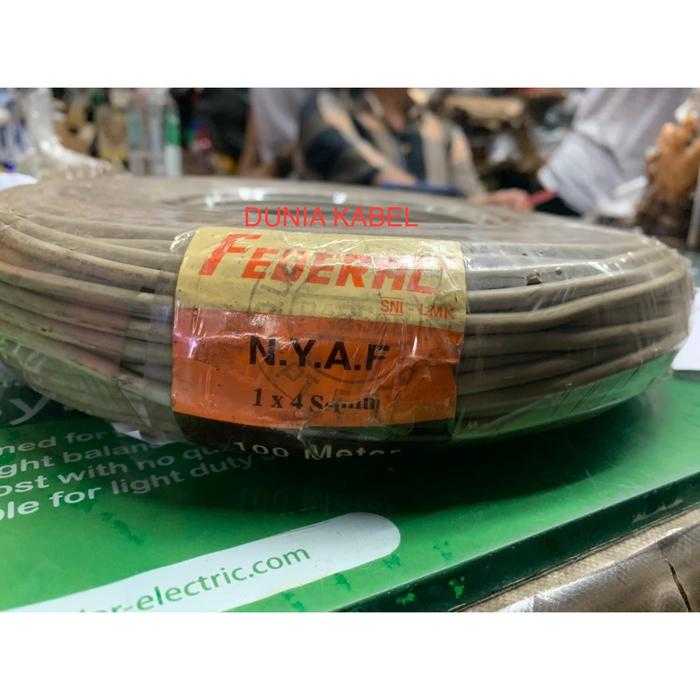 DUNIA KABEL
FEDERAL
SNI - LMK
N.Y.A.F
1 x 4 Sqmm
100 Meter
ned for
ght balan
ost with no qu
ble for light duty
er-electric.com